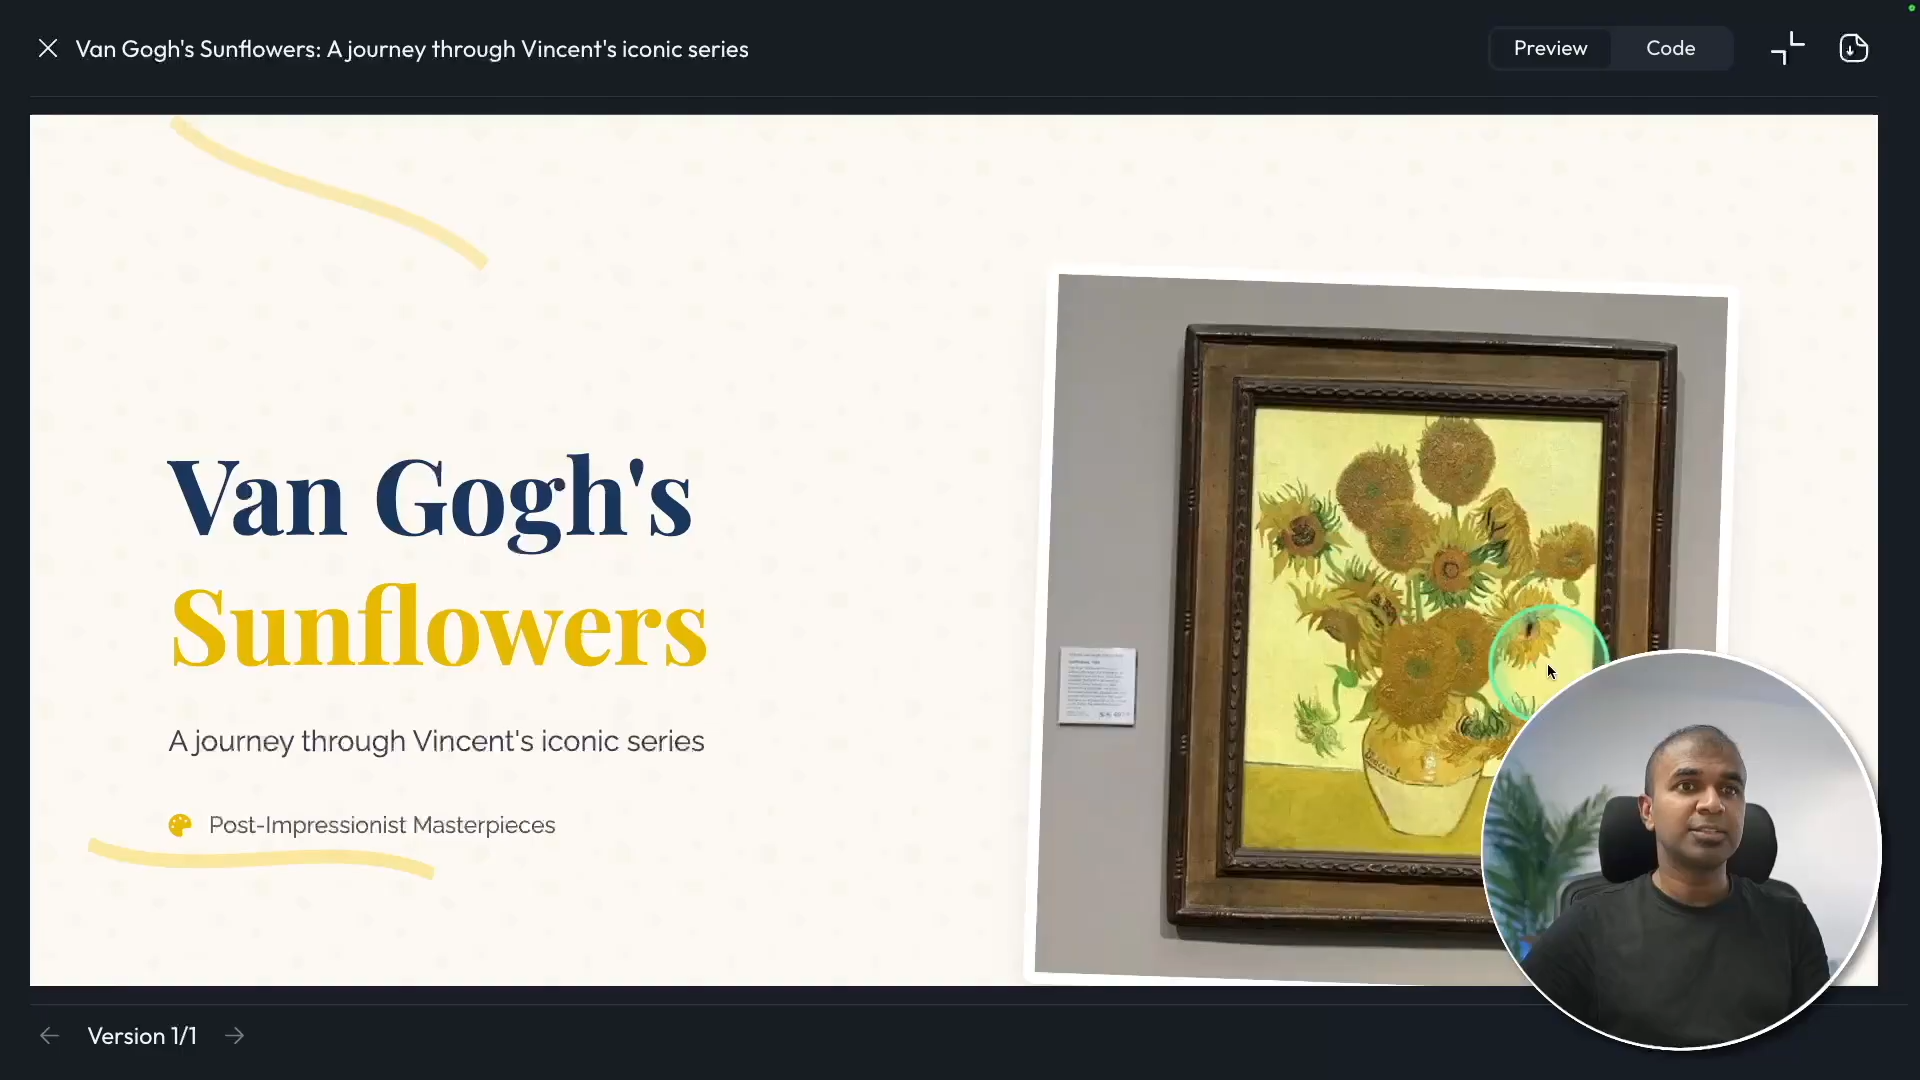 Van Gogh's Sunflowers: A journey through Vincent's iconic series
Preview
Code
Van Gogh's
Sunflowers
A journey through Vincent's iconic series
Post-Impressionist Masterpieces
Version 1/1